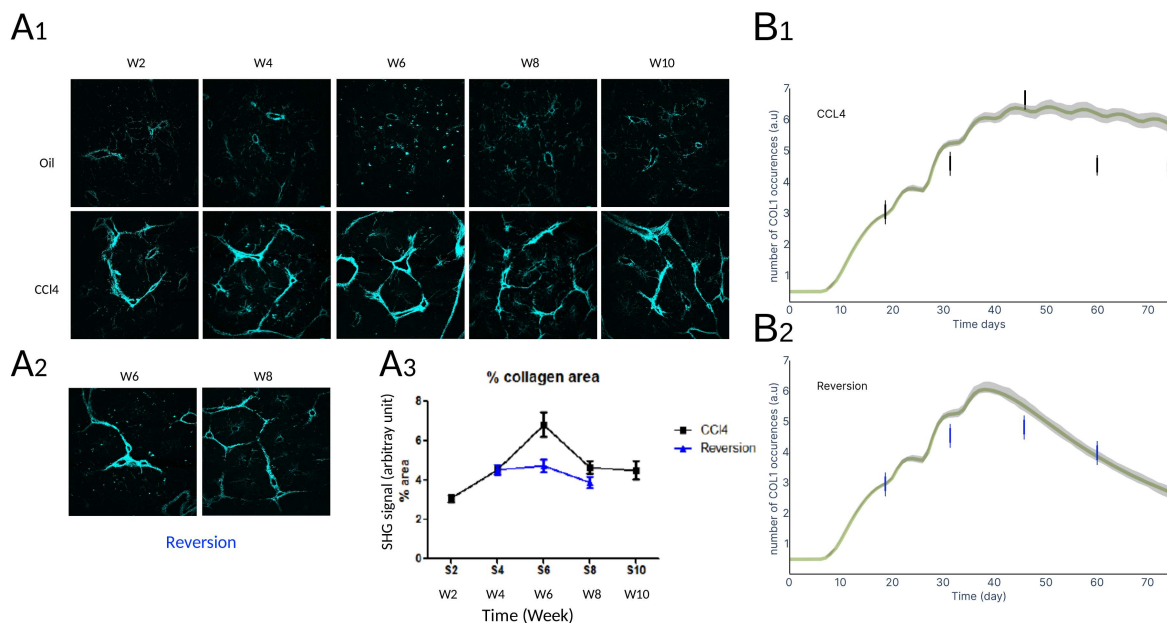 A1
W2 W4 W6 W8 W10
Oil
CCl4
A2
W6 W8
Reversion
A3
% collagen area
SHG signal (arbitray unit)
% area
8
6
4
2
0
S2 S4 S6 S8 S10
W2 W4 W6 W8 W10
Time (Week)
CCl4
Reversion
B1
number of COL1 occurences (a.u)
7
6
5
4
3
2
1
CCL4
0 10 20 30 40 50 60 70
Time days
B2
number of COL1 occurences (a.u)
7
6
5
4
3
2
1
Reversion
0 10 20 30 40 50 60 70
Time (day)